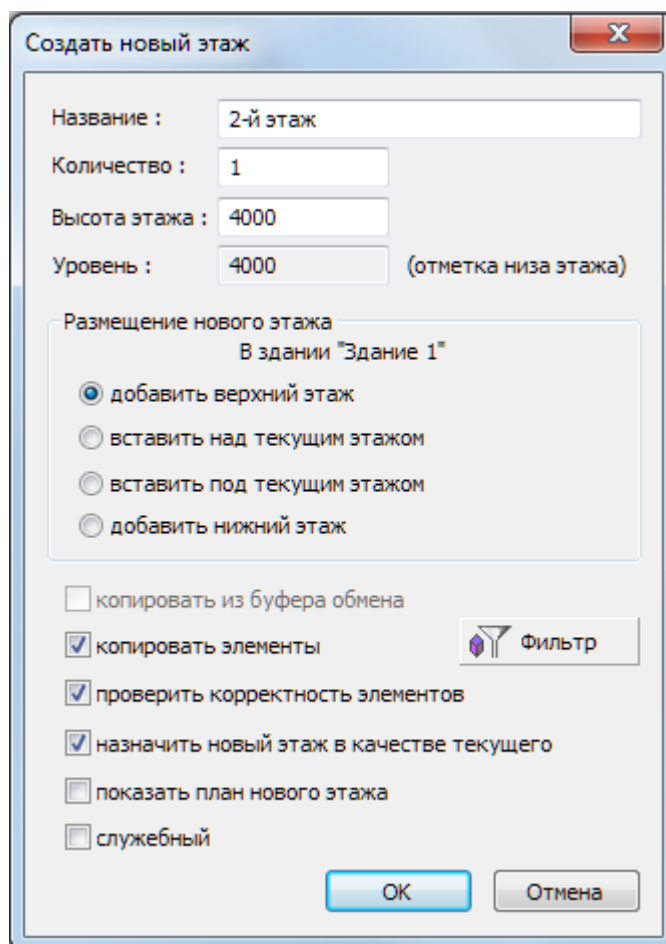 Создать новый этаж
Название : 2-й этаж
Количество : 1
Высота этажа : 4000
Уровень : 4000 (отметка низа этажа)
Размещение нового этажа
В здании "Здание 1"
добавить верхний этаж
вставить над текущим этажом
вставить под текущим этажом
добавить нижний этаж
копировать из буфера обмена
копировать элементы Фильтр
проверить корректность элементов
назначить новый этаж в качестве текущего
показать план нового этажа
служебный
ОК Отмена